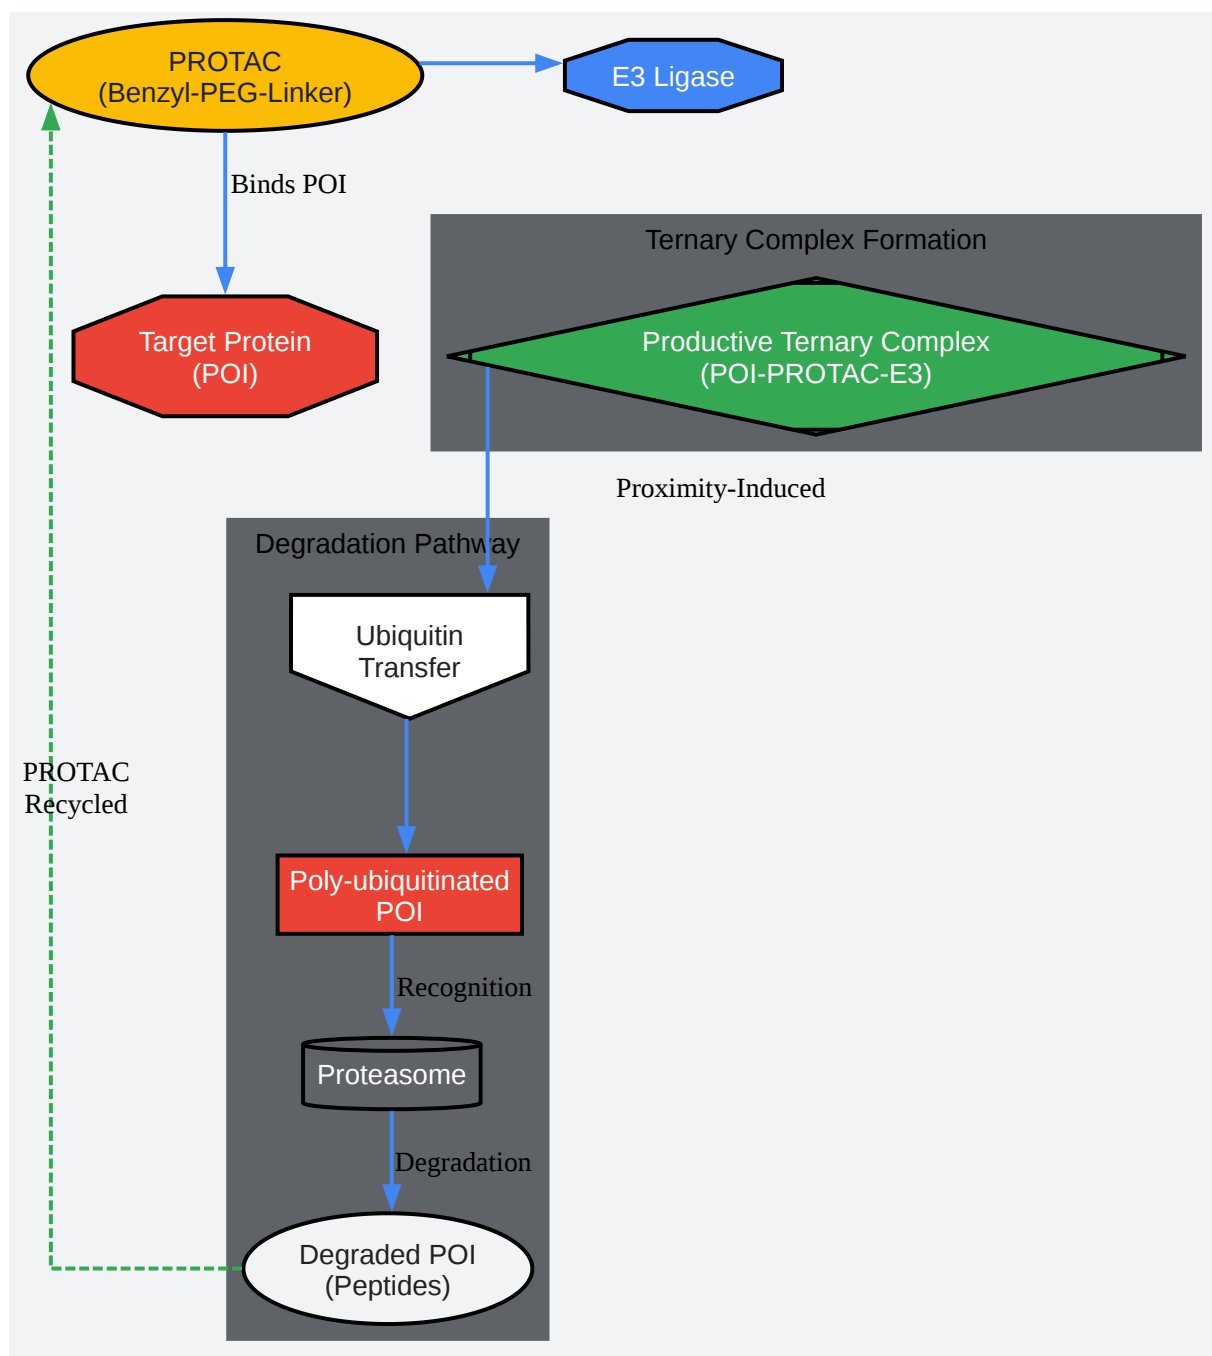 PROTAC
(Benzyl-PEG-Linker)
E3 Ligase
Binds POI
Ternary Complex Formation
Target Protein
(POI)
Productive Ternary Complex
(POI-PROTAC-E3)
Proximity-Induced
Degradation Pathway
Ubiquitin
Transfer
PROTAC
Recycled
Poly-ubiquitinated
POI
Recognition
Proteasome
Degradation
Degraded POI
(Peptides)